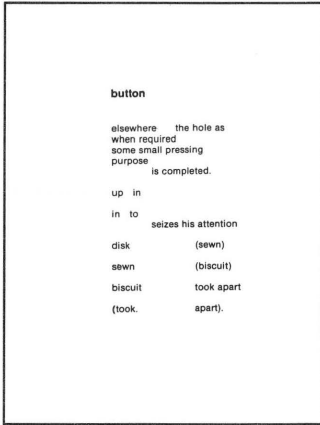 button
elsewhere the hole as
when required
some small pressing
purpose
is completed.
up in
in to
seizes his attention
disk (sewn)
sewn (biscuit)
biscuit took apart
(took. apart).